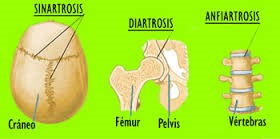 SINARTROSIS
DIARTROSIS
ANFIARTROSIS
Cráneo
Fémur
Pelvis
Vértebras